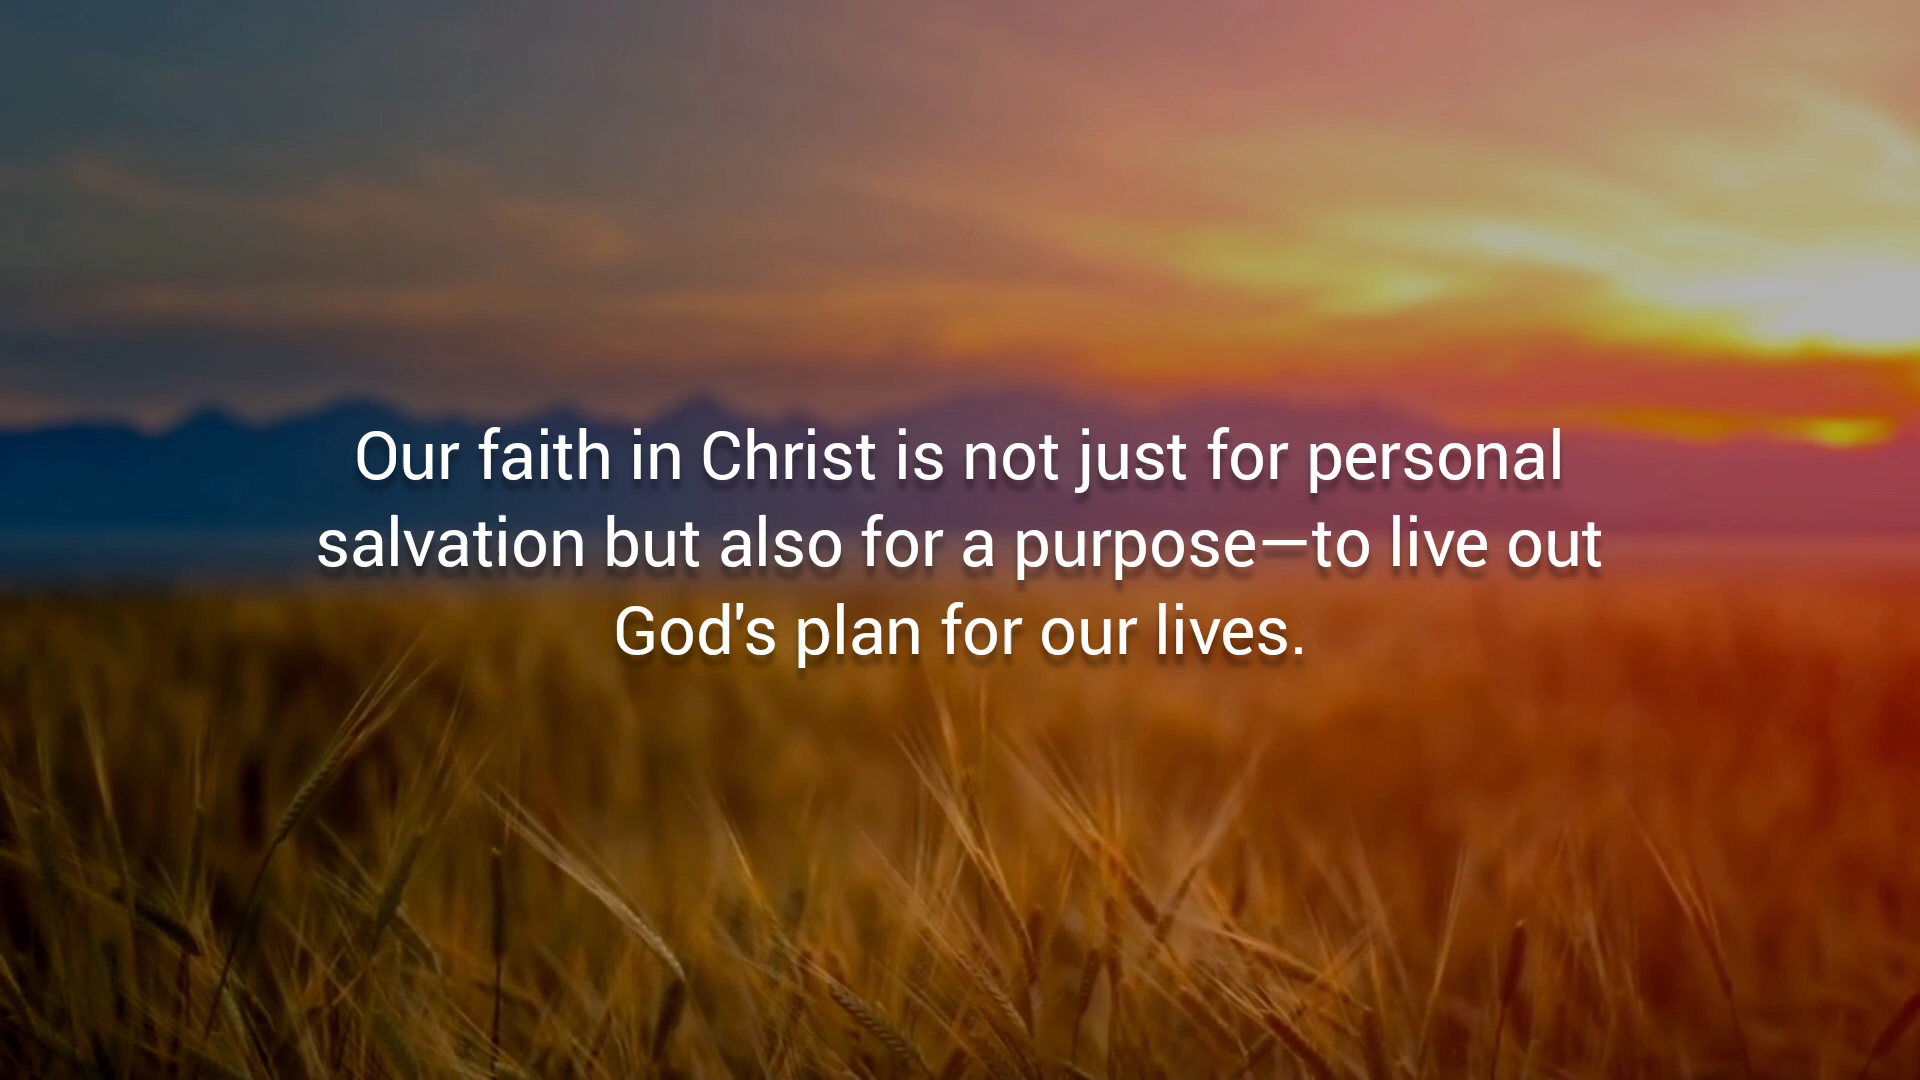 Our faith in Christ is not just for personal
salvation but also for a purpose—to live out
God's plan for our lives.